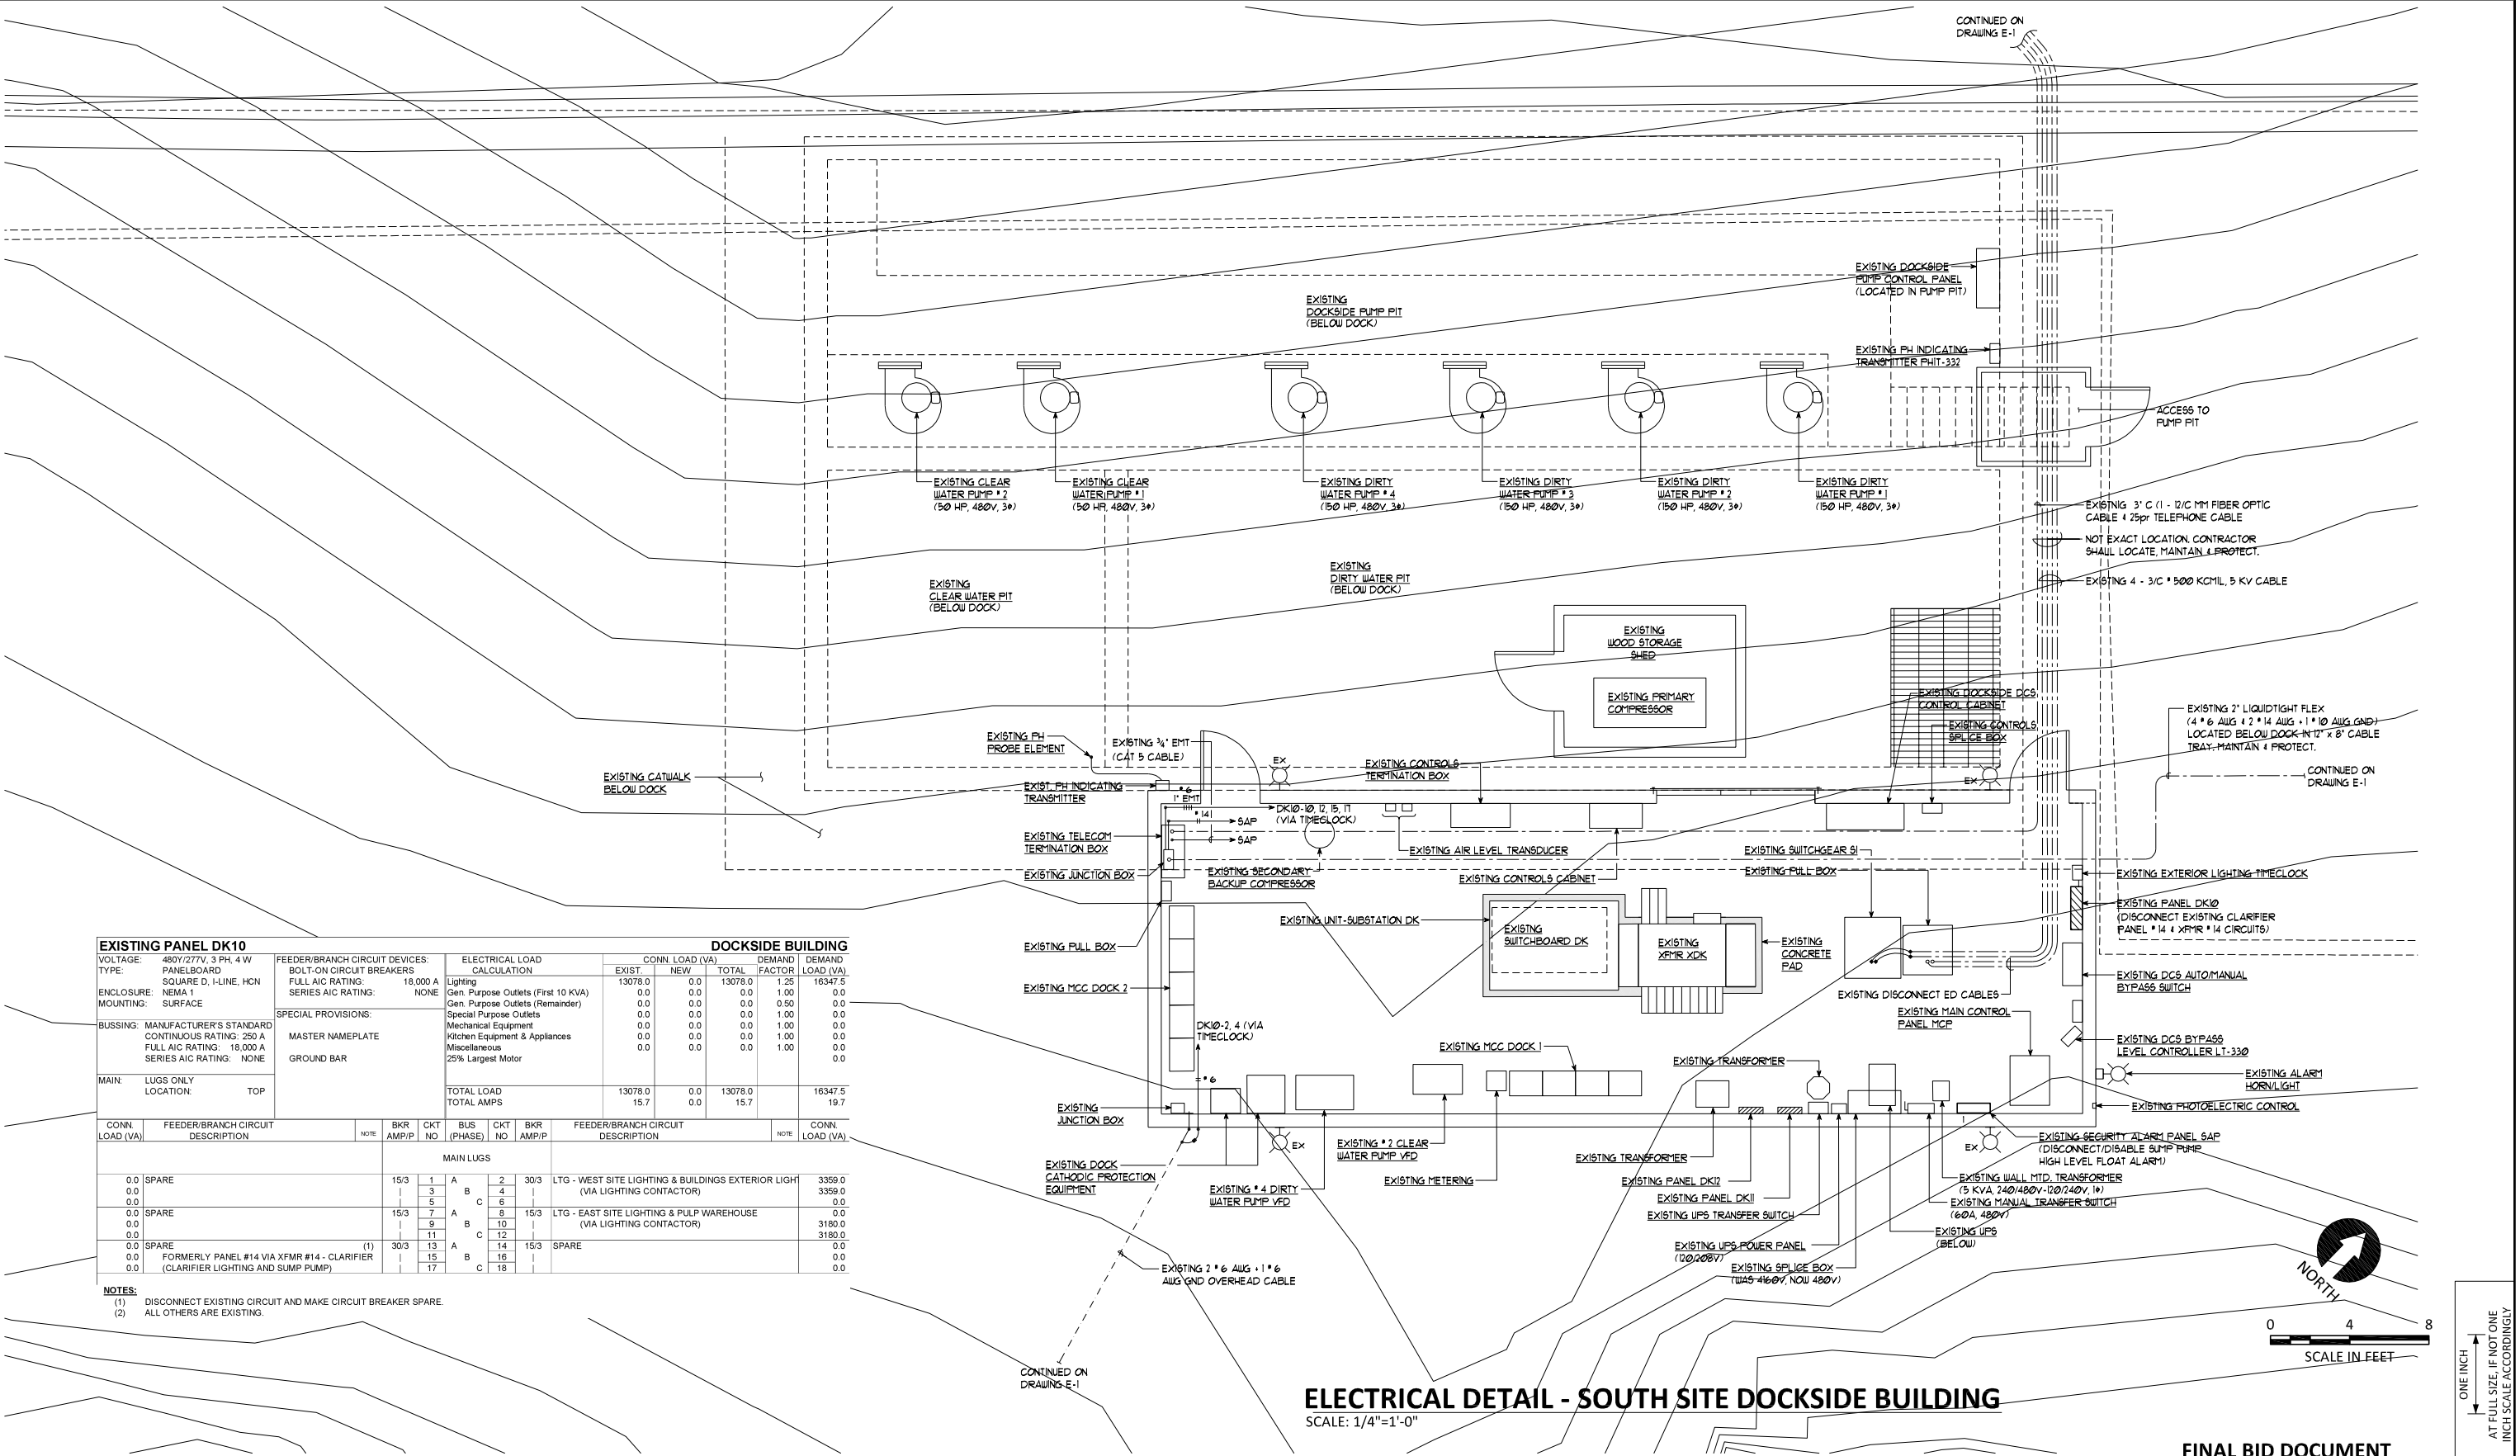 CONTINUED ON
DRAWING E-1
EXISTING DOCKSIDE
PUMP CONTROL PANEL
(LOCATED IN PUMP PIT)
EXISTING
DOCKSIDE PUMP PIT
(BELOW DOCK)
EXISTING PH INDICATING
TRANSMITTER PHIT-332
ACCESS TO
PUMP PIT
EXISTING CLEAR
WATER PUMP #2
(50 HP, 480V, 3Φ)
EXISTING CLEAR
WATER PUMP #1
(50 HP, 480V, 3Φ)
EXISTING DIRTY
WATER PUMP #4
(150 HP, 480V, 3Φ)
EXISTING DIRTY
WATER PUMP #3
(150 HP, 480V, 3Φ)
EXISTING DIRTY
WATER PUMP #2
(150 HP, 480V, 3Φ)
EXISTING DIRTY
WATER PUMP #1
(150 HP, 480V, 3Φ)
EXISTNIG 3" C (1 - 12/C MM FIBER OPTIC
CABLE & 25pr TELEPHONE CABLE
NOT EXACT LOCATION, CONTRACTOR
SHALL LOCATE, MAINTAIN & PROTECT.
EXISTING 4 - 3/C #500 KCMIL, 5 KV CABLE
EXISTING
CLEAR WATER PIT
(BELOW DOCK)
EXISTING
DIRTY WATER PIT
(BELOW DOCK)
EXISTING
WOOD STORAGE
SHED
EXISTING PRIMARY
COMPRESSOR
EXISTING DOCKSIDE DCS
CONTROL CABINET
EXISTING CONTROLS
SPLICE BOX
EXISTING 2" LIQUIDTIGHT FLEX
(4 #6 AWG & 2 #14 AWG + 1 #10 AWG GND)
LOCATED BELOW DOCK IN 12" x 8" CABLE
TRAY, MAINTAIN & PROTECT.
CONTINUED ON
DRAWING E-1
EXISTING PH
PROBE ELEMENT
EXISTING ¾" EMT
(CAT 5 CABLE)
EX
EXISTING CONTROLS
TERMINATION BOX
EX
EXISTING CATWALK
BELOW DOCK
EXIST. PH INDICATING
TRANSMITTER
#6
1" EMT
#14
DK10-10, 12, 15, 17
(VIA TIMECLOCK)
SAP
SAP
EXISTING TELECOM
TERMINATION BOX
EXISTING JUNCTION BOX
EXISTING SECONDARY
BACKUP COMPRESSOR
EXISTING AIR LEVEL TRANSDUCER
EXISTING CONTROLS CABINET
EXISTING SWITCHGEAR S1
EXISTING PULL BOX
EXISTING EXTERIOR LIGHTING TIMECLOCK
EXISTING PANEL DK10
(DISCONNECT EXISTING CLARIFIER
PANEL #14 & XFMR #14 CIRCUITS)
EXISTING UNIT-SUBSTATION DK
EXISTNG
SWITCHBOARD DK
EXISTNG
XFMR XDK
EXISTING
CONCRETE
PAD
EXISTING PULL BOX
EXISTING MCC DOCK 2
EXISTING DCS AUTO/MANUAL
BYPASS SWITCH
EXISTING DISCONNECT ED CABLES
EXISTING MAIN CONTROL
PANEL MCP
DK10-2, 4 (VIA
TIMECLOCK)
#6
EXISTING MCC DOCK 1
EXISTING TRANSFORMER
EXISTING DCS BYPASS
LEVEL CONTROLLER LT-330
EXISTING ALARM
HORN/LIGHT
EXISTING PHOTOELECTRIC CONTROL
EXISTING
JUNCTION BOX
EX
EX
EXISTING #2 CLEAR
WATER PUMP VFD
EXISTING DOCK
CATHODIC PROTECTION
EQUIPMENT
EXISTING #4 DIRTY
WATER PUMP VFD
EXISTING METERING
EXISTING TRANSFORMER
EXISTING PANEL DK12
EXISTING PANEL DK11
EXISTING UPS TRANSFER SWITCH
EXISTING UPS POWER PANEL
(120/208V)
EXISTING SPLICE BOX
(WAS 4160V, NOW 480V)
EXISTING SECURITY ALARM PANEL SAP
(DISCONNECT/DISABLE SUMP PUMP
HIGH LEVEL FLOAT ALARM)
EXISTING WALL MTD. TRANSFORMER
(5 KVA, 240/480V-120/240V, 1Φ)
EXISTING MANUAL TRANSFER SWITCH
(60A, 480V)
EXISTING UPS
(BELOW)
EXISTING 2 #6 AWG + 1 #6
AWG GND OVERHEAD CABLE
CONTINUED ON
DRAWING E-1
EXISTING PANEL DK10 DOCKSIDE BUILDING
VOLTAGE: 480Y/277V, 3 PH, 4 W FEEDER/BRANCH CIRCUIT DEVICES: ELECTRICAL LOAD CONN. LOAD (VA) DEMAND DEMAND
TYPE: PANELBOARD BOLT-ON CIRCUIT BREAKERS CALCULATION EXIST. NEW TOTAL FACTOR LOAD (VA)
SQUARE D, I-LINE, HCN FULL AIC RATING: 18,000 A Lighting 13078.0 0.0 13078.0 1.25 16347.5
ENCLOSURE: NEMA 1 SERIES AIC RATING: NONE Gen. Purpose Outlets (First 10 KVA) 0.0 0.0 0.0 1.00 0.0
MOUNTING: SURFACE Gen. Purpose Outlets (Remainder) 0.0 0.0 0.0 0.50 0.0
SPECIAL PROVISIONS: Special Purpose Outlets 0.0 0.0 0.0 1.00 0.0
BUSSING: MANUFACTURER'S STANDARD Mechanical Equipment 0.0 0.0 0.0 1.00 0.0
CONTINUOUS RATING: 250 A MASTER NAMEPLATE Kitchen Equipment & Appliances 0.0 0.0 0.0 1.00 0.0
FULL AIC RATING: 18,000 A Miscellaneous 0.0 0.0 0.0 1.00 0.0
SERIES AIC RATING: NONE GROUND BAR 25% Largest Motor 0.0
MAIN: LUGS ONLY
LOCATION: TOP TOTAL LOAD 13078.0 0.0 13078.0 16347.5
TOTAL AMPS 15.7 0.0 15.7 19.7
CONN. FEEDER/BRANCH CIRCUIT BKR CKT BUS CKT BKR FEEDER/BRANCH CIRCUIT CONN.
LOAD (VA) DESCRIPTION NOTE AMP/P NO (PHASE) NO AMP/P DESCRIPTION NOTE LOAD (VA)
MAIN LUGS
0.0 SPARE 15/3 1 A 2 30/3 LTG - WEST SITE LIGHTING & BUILDINGS EXTERIOR LIGHT 3359.0
0.0 | 3 B 4 | (VIA LIGHTING CONTACTOR) 3359.0
0.0 | 5 C 6 | 0.0
0.0 SPARE 15/3 7 A 8 15/3 LTG - EAST SITE LIGHTING & PULP WAREHOUSE 0.0
0.0 | 9 B 10 | (VIA LIGHTING CONTACTOR) 3180.0
0.0 | 11 C 12 | 3180.0
0.0 SPARE (1) 30/3 13 A 14 15/3 SPARE 0.0
0.0 FORMERLY PANEL #14 VIA XFMR #14 - CLARIFIER | 15 B 16 | 0.0
0.0 (CLARIFIER LIGHTING AND SUMP PUMP) | 17 C 18 | 0.0
NOTES:
(1) DISCONNECT EXISTING CIRCUIT AND MAKE CIRCUIT BREAKER SPARE.
(2) ALL OTHERS ARE EXISTING.
NORTH
0 4 8
SCALE IN FEET
ELECTRICAL DETAIL - SOUTH SITE DOCKSIDE BUILDING
SCALE: 1/4"=1'-0"
ONE INCH
AT FULL SIZE, IF NOT ONE
INCH SCALE ACCORDINGLY
FINAL BID DOCUMENT